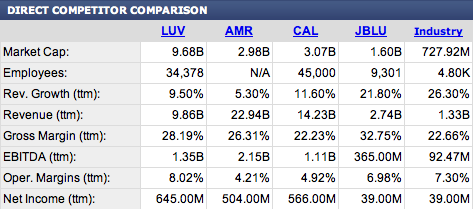 DIRECT COMPETITOR COMPARISON
LUV AMR CAL JBLU Industry
Market Cap: 9.68B 2.98B 3.07B 1.60B 727.92M
Employees: 34,378 N/A 45,000 9,301 4.80K
Rev. Growth (ttm): 9.50% 5.30% 11.60% 21.80% 26.30%
Revenue (ttm): 9.86B 22.94B 14.23B 2.74B 1.33B
Gross Margin (ttm): 28.19% 26.31% 22.23% 32.75% 22.66%
EBITDA (ttm): 1.35B 2.15B 1.11B 365.00M 92.47M
Oper. Margins (ttm): 8.02% 4.21% 4.92% 6.98% 7.30%
Net Income (ttm): 645.00M 504.00M 566.00M 39.00M 39.00M